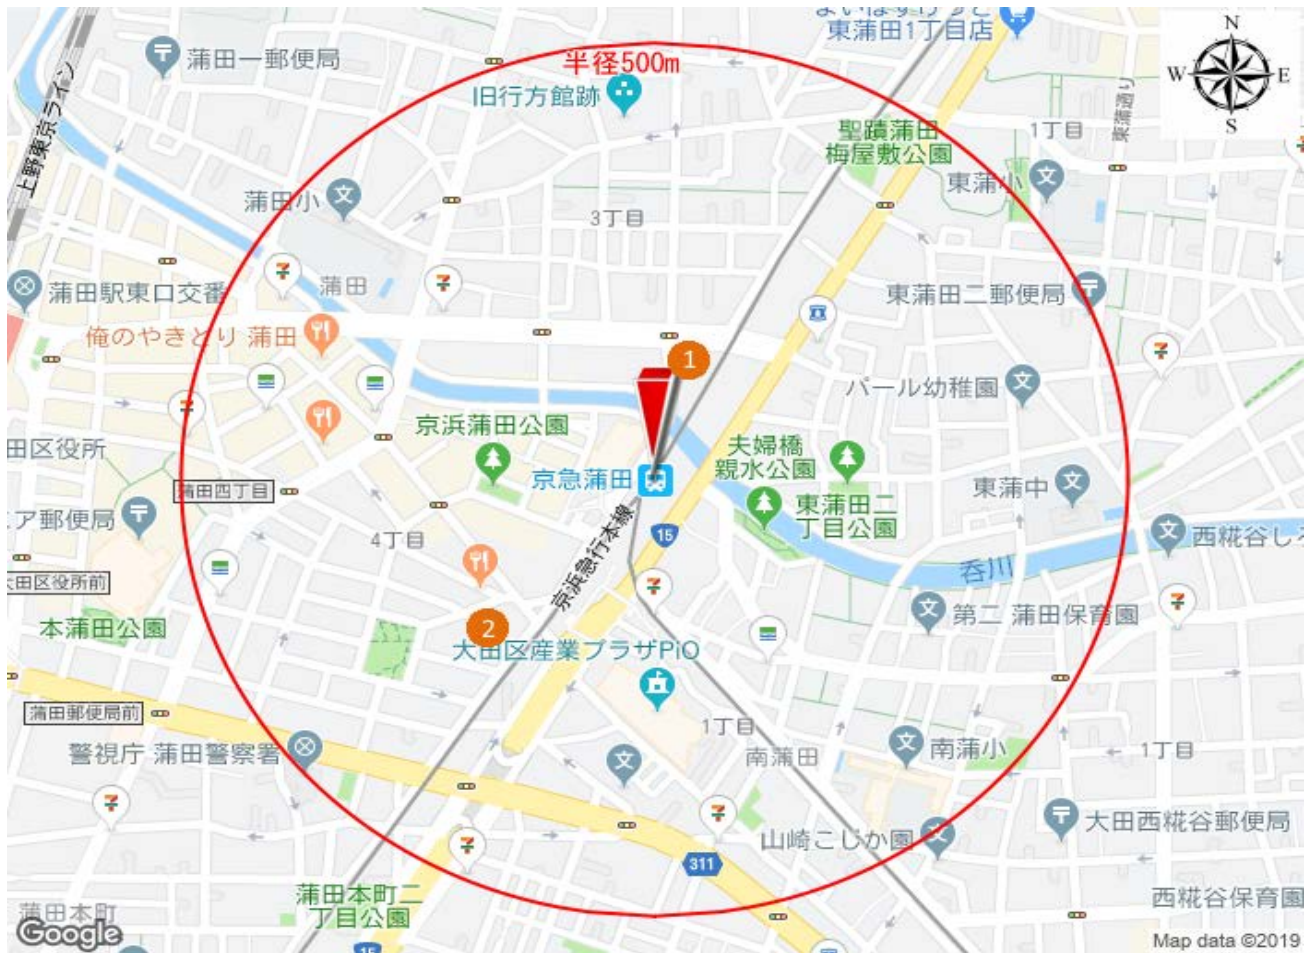 東蒲田1丁目店
N
W
E
S
半径500m
蒲田一郵便局
旧行方館跡
上野東京ライン
聖蹟蒲田
梅屋敷公園
1丁目
東蒲通り
東蒲小
蒲田小
3丁目
蒲田駅東口交番
蒲田
東蒲田二郵便局
俺のやきとり 蒲田
1
パール幼稚園
京浜蒲田公園
夫婦橋
親水公園
田区役所
京急蒲田
蒲田四丁目
東蒲田二
丁目公園
東蒲中
ア郵便局
4丁目
京浜急行本線
15
西糀谷し
呑川
大田区役所前
本蒲田公園
2
第二 蒲田保育園
大田区産業プラザPiO
蒲田郵便局前
1丁目
南蒲田
南蒲小
1丁目
警視庁 蒲田警察署
山崎こじか園
大田西糀谷郵便局
311
蒲田本町二
丁目公園
蒲田本町
西糀谷保育園
Google
15
Map data ©2019